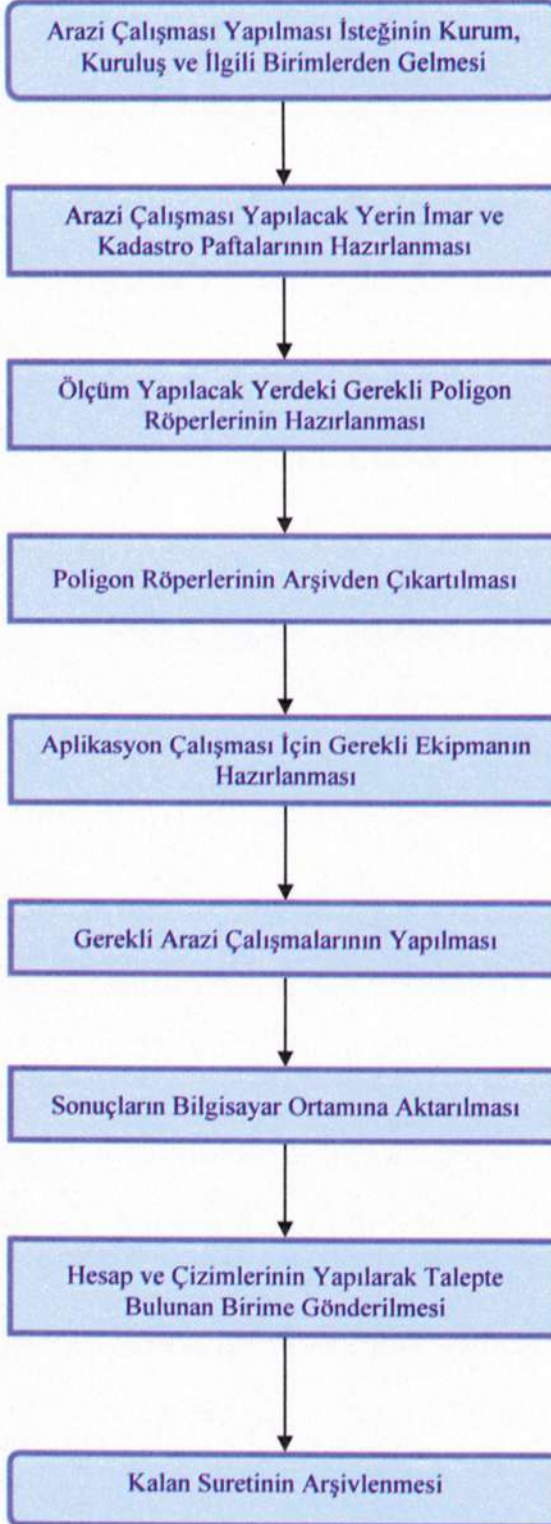 Arazi Çalışması Yapılması İsteğinin Kurum,
Kuruluş ve İlgili Birimlerden Gelmesi
Arazi Çalışması Yapılacak Yerin İmar ve
Kadastro Paftalarının Hazırlanması
Ölçüm Yapılacak Yerdeki Gerekli Poligon
Röperlerinin Hazırlanması
Poligon Röperlerinin Arşivden Çıkartılması
Aplikasyon Çalışması İçin Gerekli Ekipmanın
Hazırlanması
Gerekli Arazi Çalışmalarının Yapılması
Sonuçların Bilgisayar Ortamına Aktarılması
Hesap ve Çizimlerinin Yapılarak Talepte
Bulunan Birime Gönderilmesi
Kalan Suretinin Arşivlenmesi